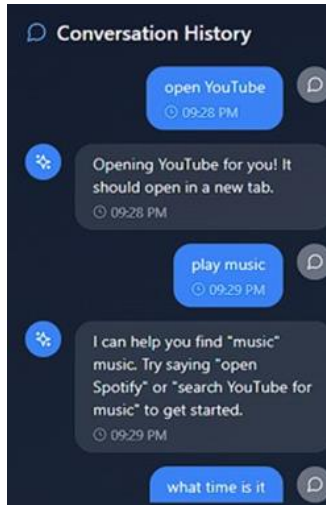 Conversation History
open YouTube
09:28 PM
Opening YouTube for you! It
should open in a new tab.
09:28 PM
play music
09:29 PM
I can help you find "music"
music. Try saying "open
Spotify" or "search YouTube for
music" to get started.
09:29 PM
what time is it